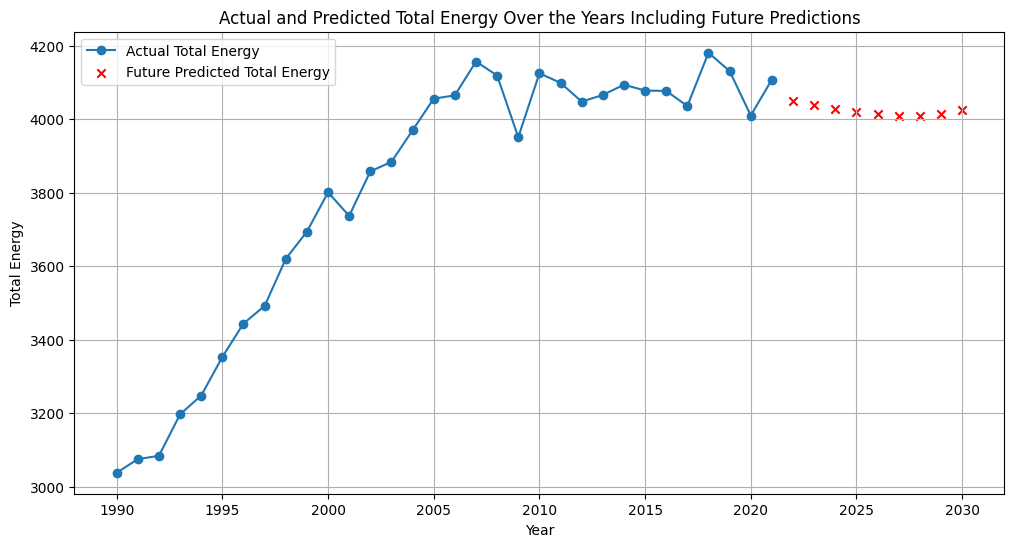 Actual and Predicted Total Energy Over the Years Including Future Predictions
Actual Total Energy
Future Predicted Total Energy
Total Energy
4200
4000
3800
3600
3400
3200
3000
1990 1995 2000 2005 2010 2015 2020 2025 2030
Year